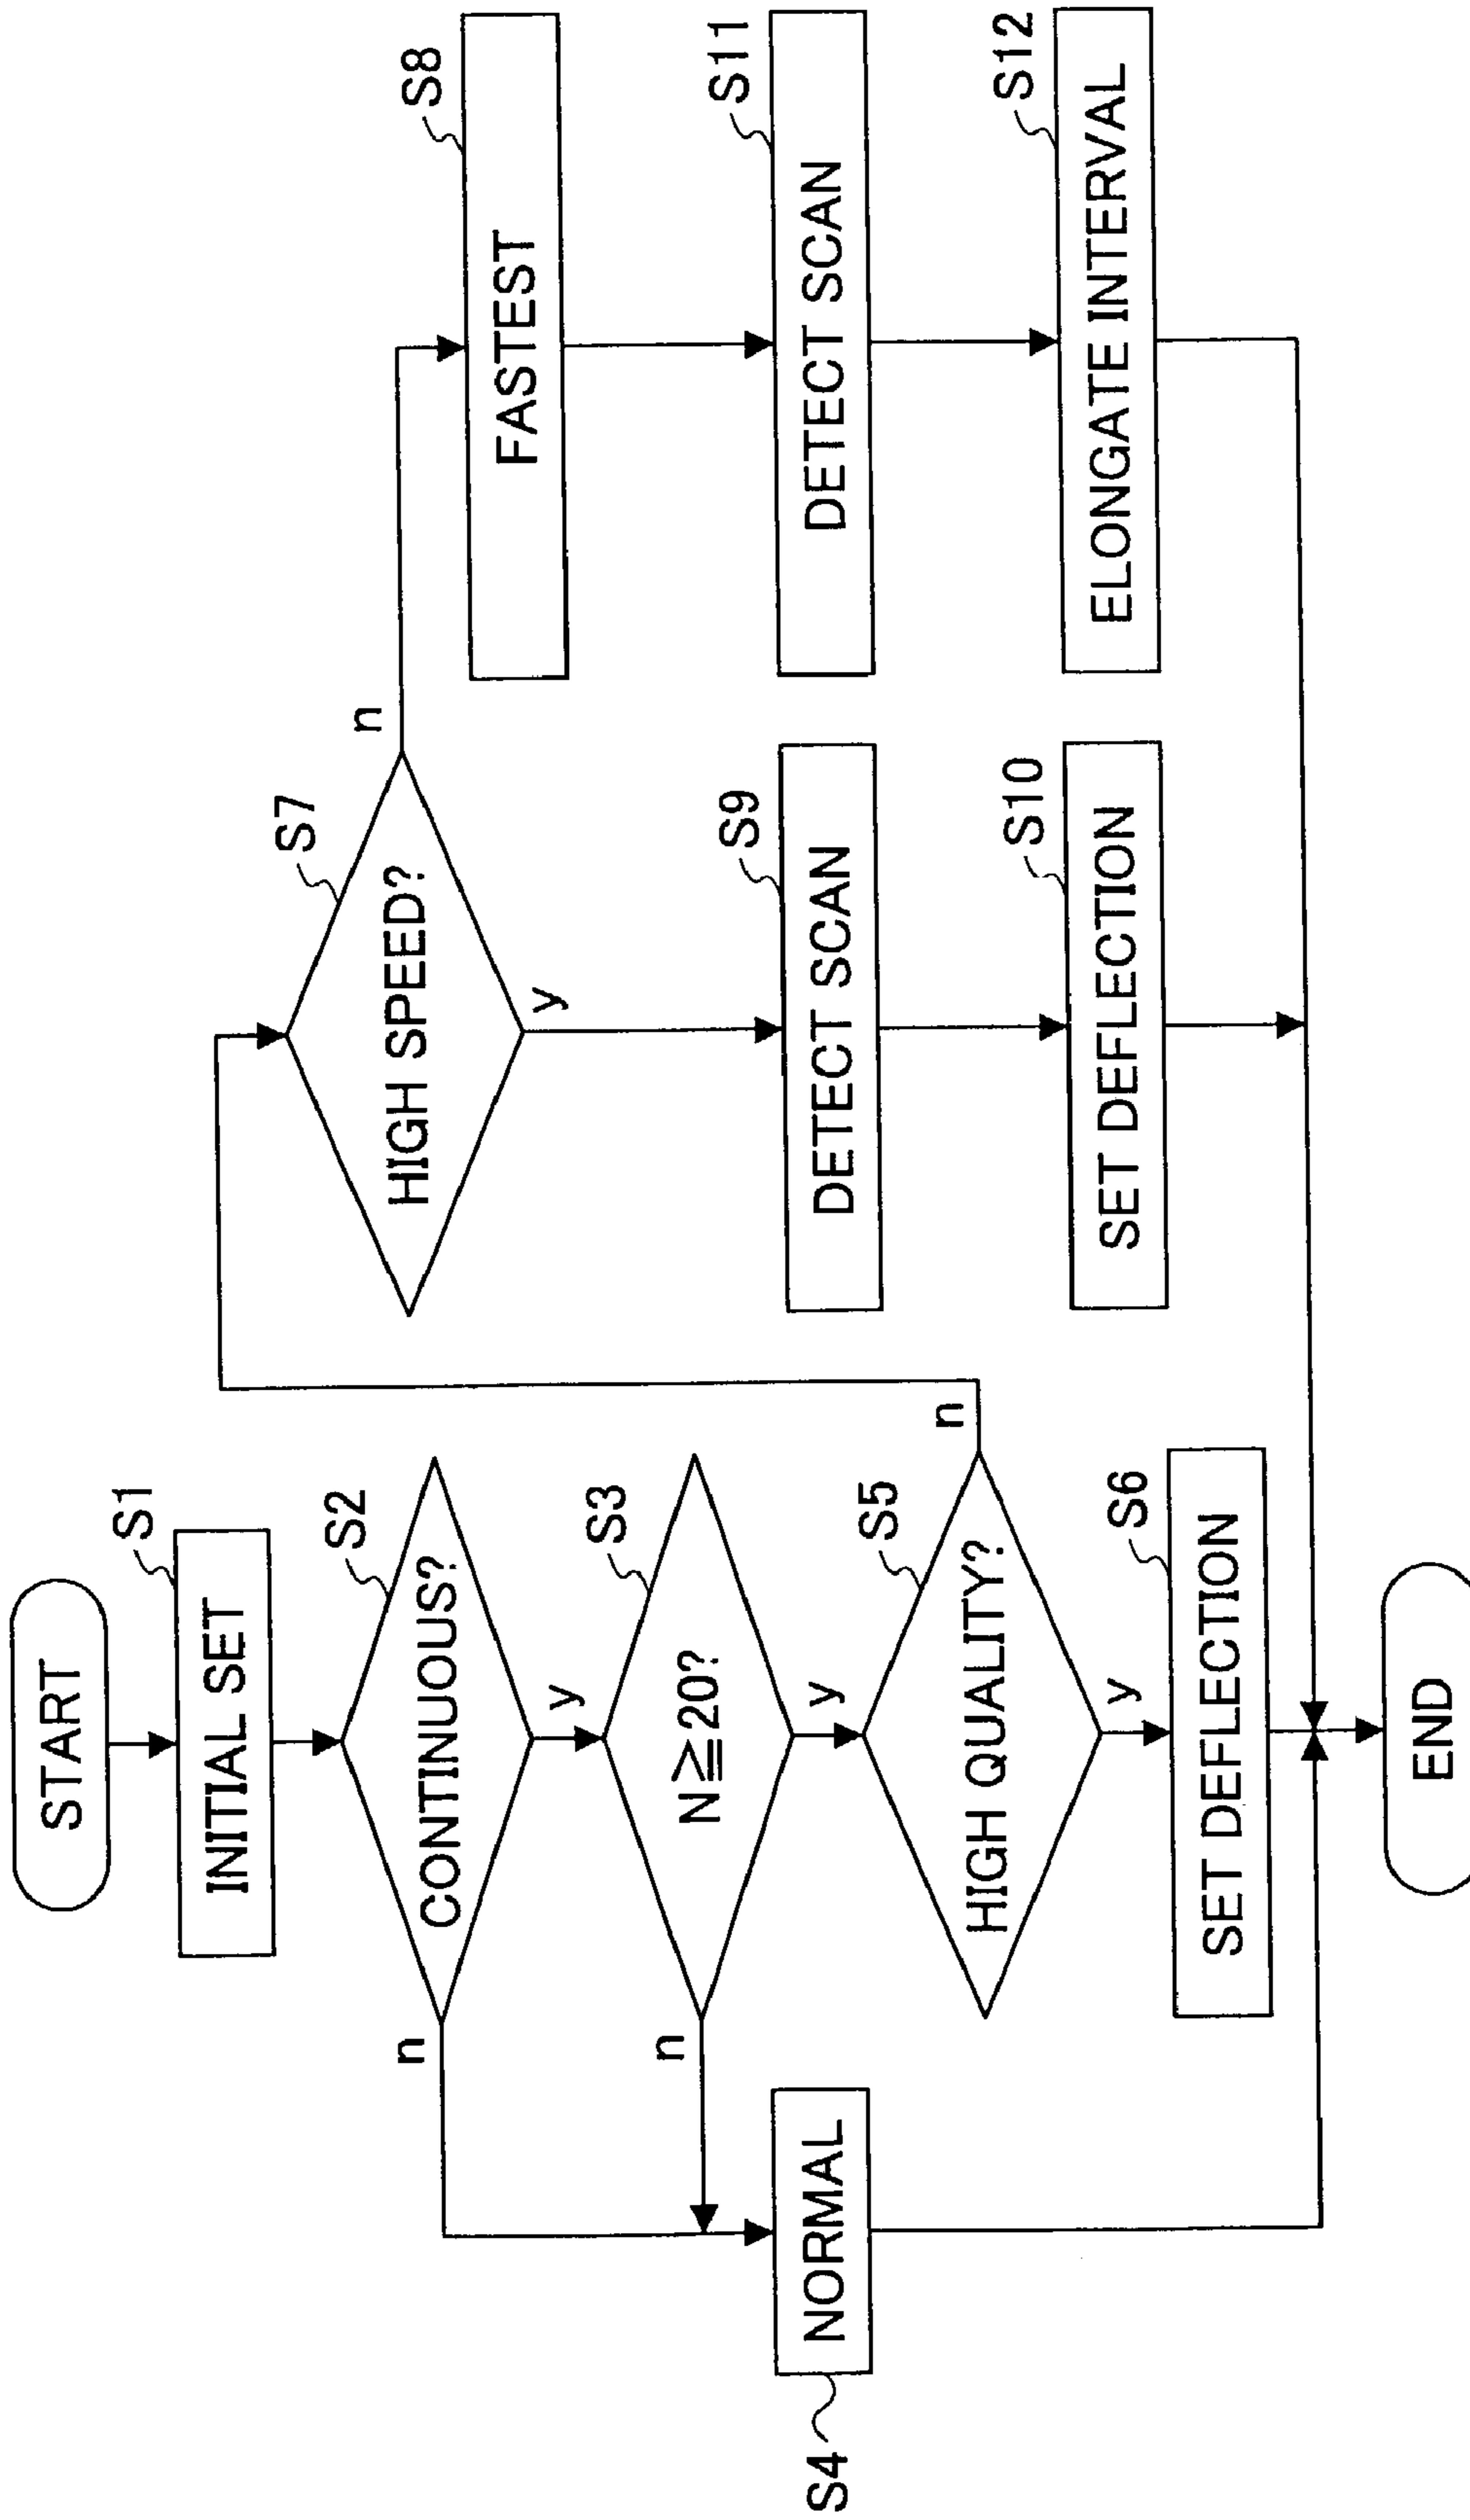 START
S1
INITIAL SET
S2
CONTINUOUS?
n
y
S3
N≧20?
n
y
S4
NORMAL
S5
HIGH QUALITY?
n
y
S6
SET DEFLECTION
END
S7
HIGH SPEED?
n
y
S9
DETECT SCAN
S10
SET DEFLECTION
S8
FASTEST
S11
DETECT SCAN
S12
ELONGATE INTERVAL